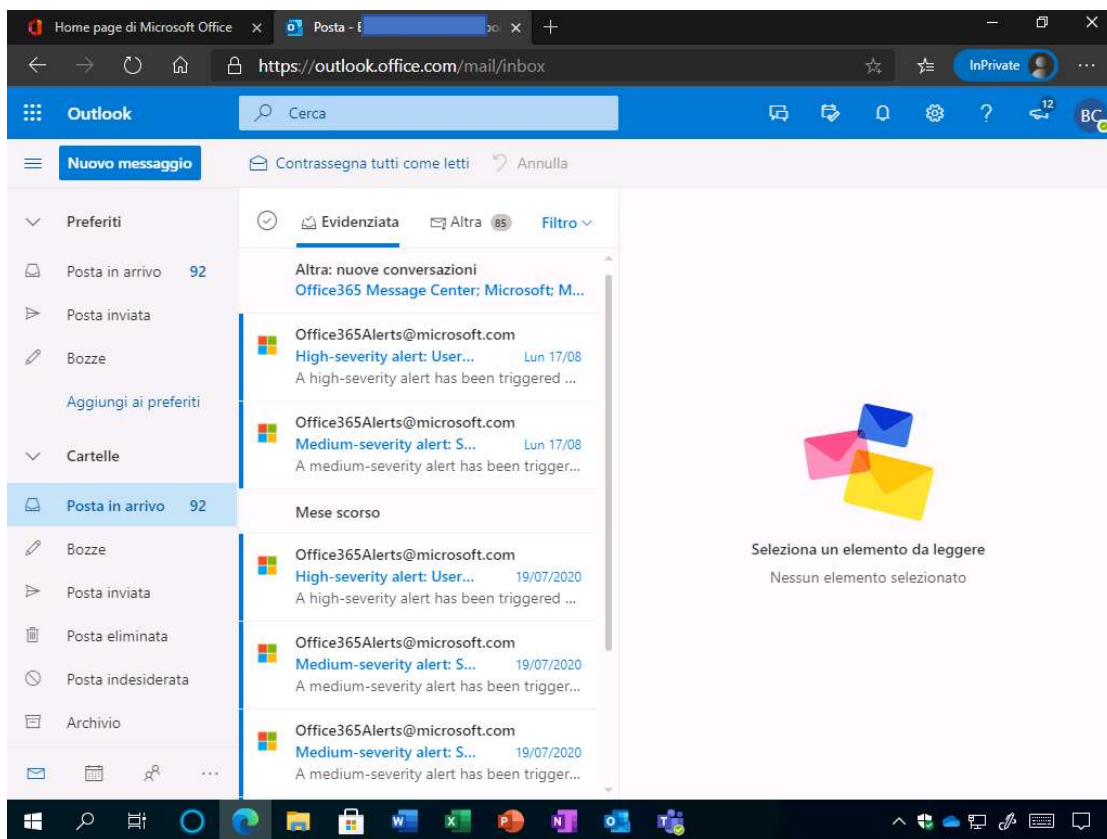 Home page di Microsoft Office
Posta - E
https://outlook.office.com/mail/inbox
InPrivate
Outlook
Cerca
12
BC
Nuovo messaggio
Contrassegna tutti come letti
Annulla
Preferiti
Posta in arrivo 92
Posta inviata
Bozze
Aggiungi ai preferiti
Cartelle
Posta in arrivo 92
Bozze
Posta inviata
Posta eliminata
Posta indesiderata
Archivio
Evidenziata
Altra 85
Filtro
Altra: nuove conversazioni
Office365 Message Center; Microsoft; M...
Office365Alerts@microsoft.com
High-severity alert: User... Lun 17/08
A high-severity alert has been triggered ...
Office365Alerts@microsoft.com
Medium-severity alert: S... Lun 17/08
A medium-severity alert has been trigger...
Mese scorso
Office365Alerts@microsoft.com
High-severity alert: User... 19/07/2020
A high-severity alert has been triggered ...
Office365Alerts@microsoft.com
Medium-severity alert: S... 19/07/2020
A medium-severity alert has been trigger...
Office365Alerts@microsoft.com
Medium-severity alert: S... 19/07/2020
A medium-severity alert has been trigger...
Seleziona un elemento da leggere
Nessun elemento selezionato